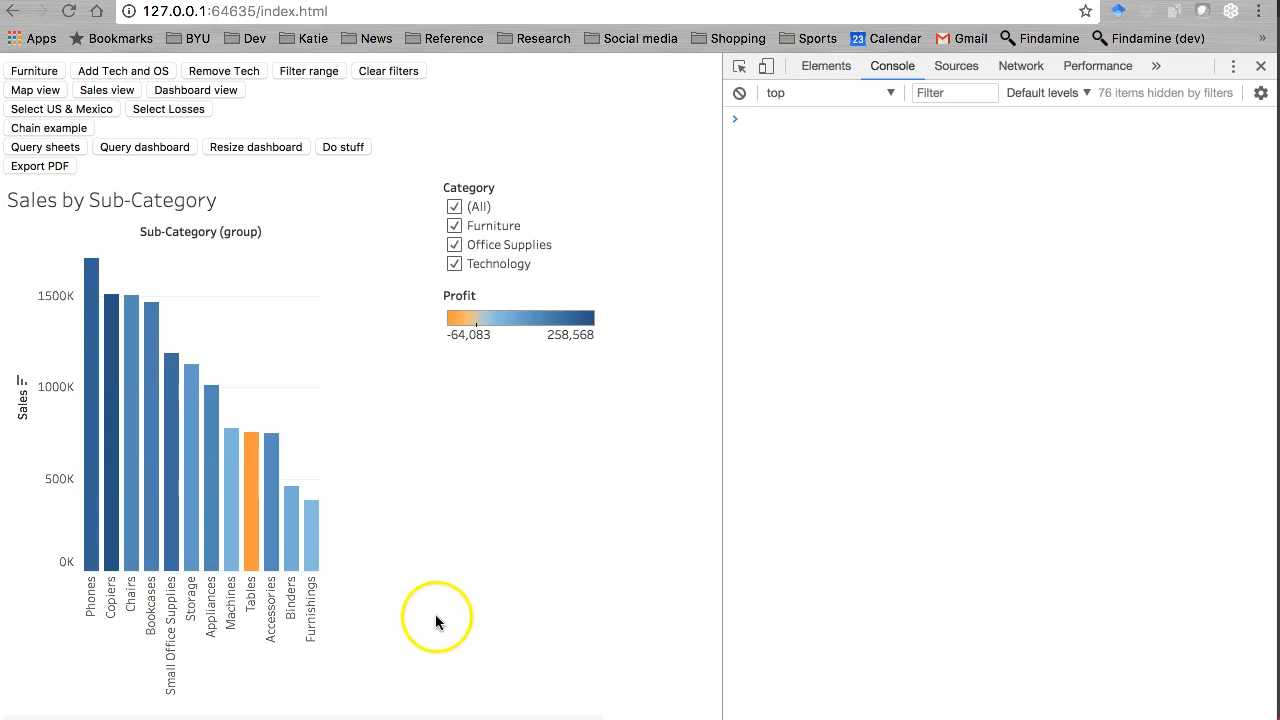 127.0.0.1:64635/index.html
Apps Bookmarks BYU Dev Katie News Reference Research Social media Shopping Sports 23 Calendar Gmail Findamine Findamine (dev) »
Furniture Add Tech and OS Remove Tech Filter range Clear filters
Map view Sales view Dashboard view
Select US & Mexico Select Losses
Chain example
Query sheets Query dashboard Resize dashboard Do stuff
Export PDF
Elements Console Sources Network Performance »
top Filter Default levels 76 items hidden by filters
Sales by Sub-Category
Sub-Category (group)
1500K
1000K
500K
0K
Sales
Phones
Copiers
Chairs
Bookcases
Small Office Supplies
Storage
Appliances
Machines
Tables
Accessories
Binders
Furnishings
Category
(All)
Furniture
Office Supplies
Technology
Profit
-64,083 258,568